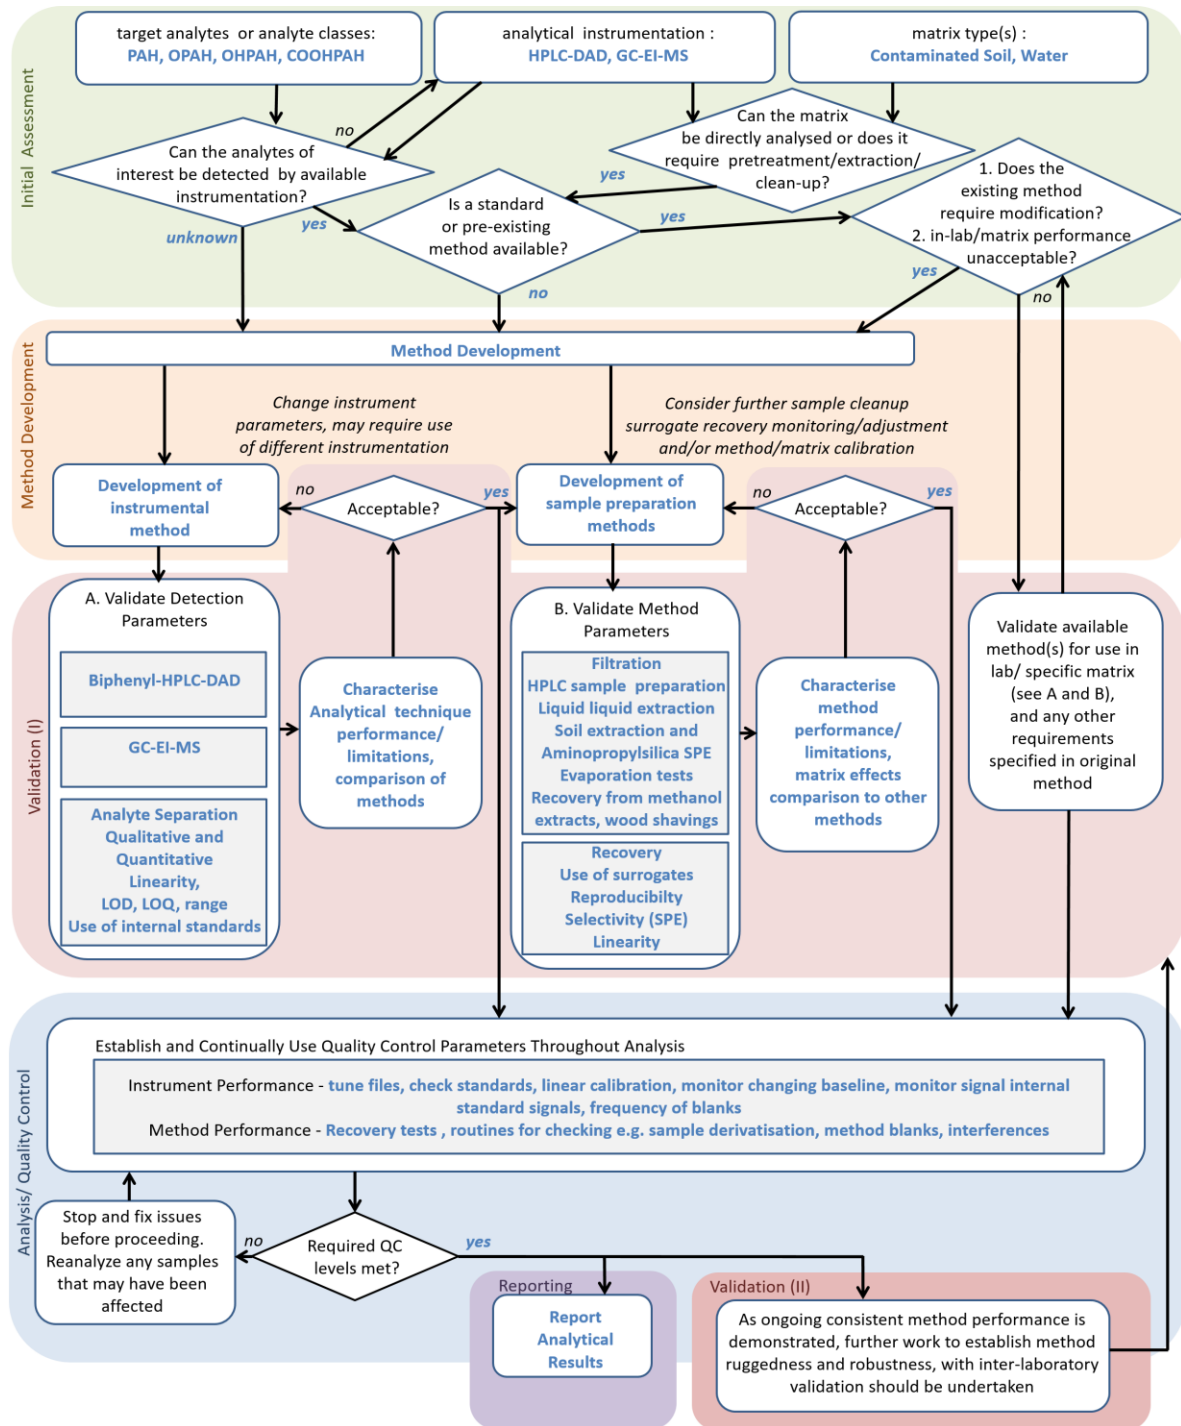 Initial Assessment
target analytes or analyte classes:
PAH, OPAH, OHPAH, COOHPAH
analytical instrumentation :
HPLC-DAD, GC-EI-MS
matrix type(s) :
Contaminated Soil, Water
no
Can the analytes of
interest be detected by available
instrumentation?
Can the matrix
be directly analysed or does it
require pretreatment/extraction/
clean-up?
yes
Is a standard
or pre-existing
method available?
1. Does the
existing method
require modification?
2. in-lab/matrix performance
unacceptable?
unknown
yes
yes
yes
no
no
Method Development
Method Development
Change instrument
parameters, may require use
of different instrumentation
Consider further sample cleanup
surrogate recovery monitoring/adjustment
and/or method/matrix calibration
Development of
instrumental
method
no
Acceptable?
yes
Development of
sample preparation
methods
no
Acceptable?
yes
Validation (I)
A. Validate Detection
Parameters
Biphenyl-HPLC-DAD
GC-EI-MS
Analyte Separation
Qualitative and
Quantitative
Linearity,
LOD, LOQ, range
Use of internal standards
Characterise
Analytical technique
performance/
limitations,
comparison of
methods
B. Validate Method
Parameters
Filtration
HPLC sample preparation
Liquid liquid extraction
Soil extraction and
Aminopropylsilica SPE
Evaporation tests
Recovery from methanol
extracts, wood shavings
Recovery
Use of surrogates
Reproducibilty
Selectivity (SPE)
Linearity
Characterise
method
performance/
limitations,
matrix effects
comparison to other
methods
Validate available
method(s) for use in
lab/ specific matrix
(see A and B),
and any other
requirements
specified in original
method
Analysis/ Quality Control
Establish and Continually Use Quality Control Parameters Throughout Analysis
Instrument Performance - tune files, check standards, linear calibration, monitor changing baseline, monitor signal internal
standard signals, frequency of blanks
Method Performance - Recovery tests , routines for checking e.g. sample derivatisation, method blanks, interferences
Stop and fix issues
before proceeding.
Reanalyze any samples
that may have been
affected
no
Required QC
levels met?
yes
Reporting
Report
Analytical
Results
Validation (II)
As ongoing consistent method performance is
demonstrated, further work to establish method
ruggedness and robustness, with inter-laboratory
validation should be undertaken